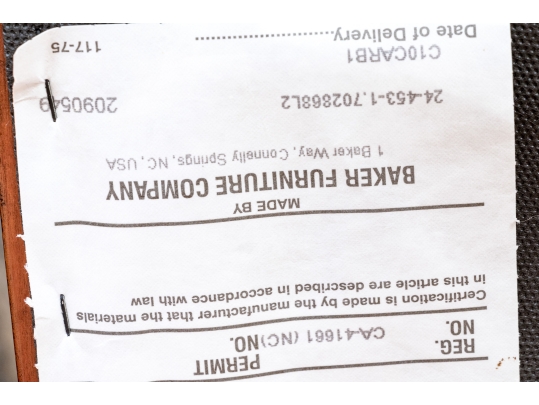 REG. NO. CA-41661 (NC) PERMIT NO.
Certification is made by the manufacturer that the materials
in this article are described in accordance with law
MADE BY
BAKER FURNITURE COMPANY
1 Baker Way, Connelly Springs, NC, USA
24-453-1.702868L2 2090549
C10CARB1
Date of Delivery........................................ 117-75